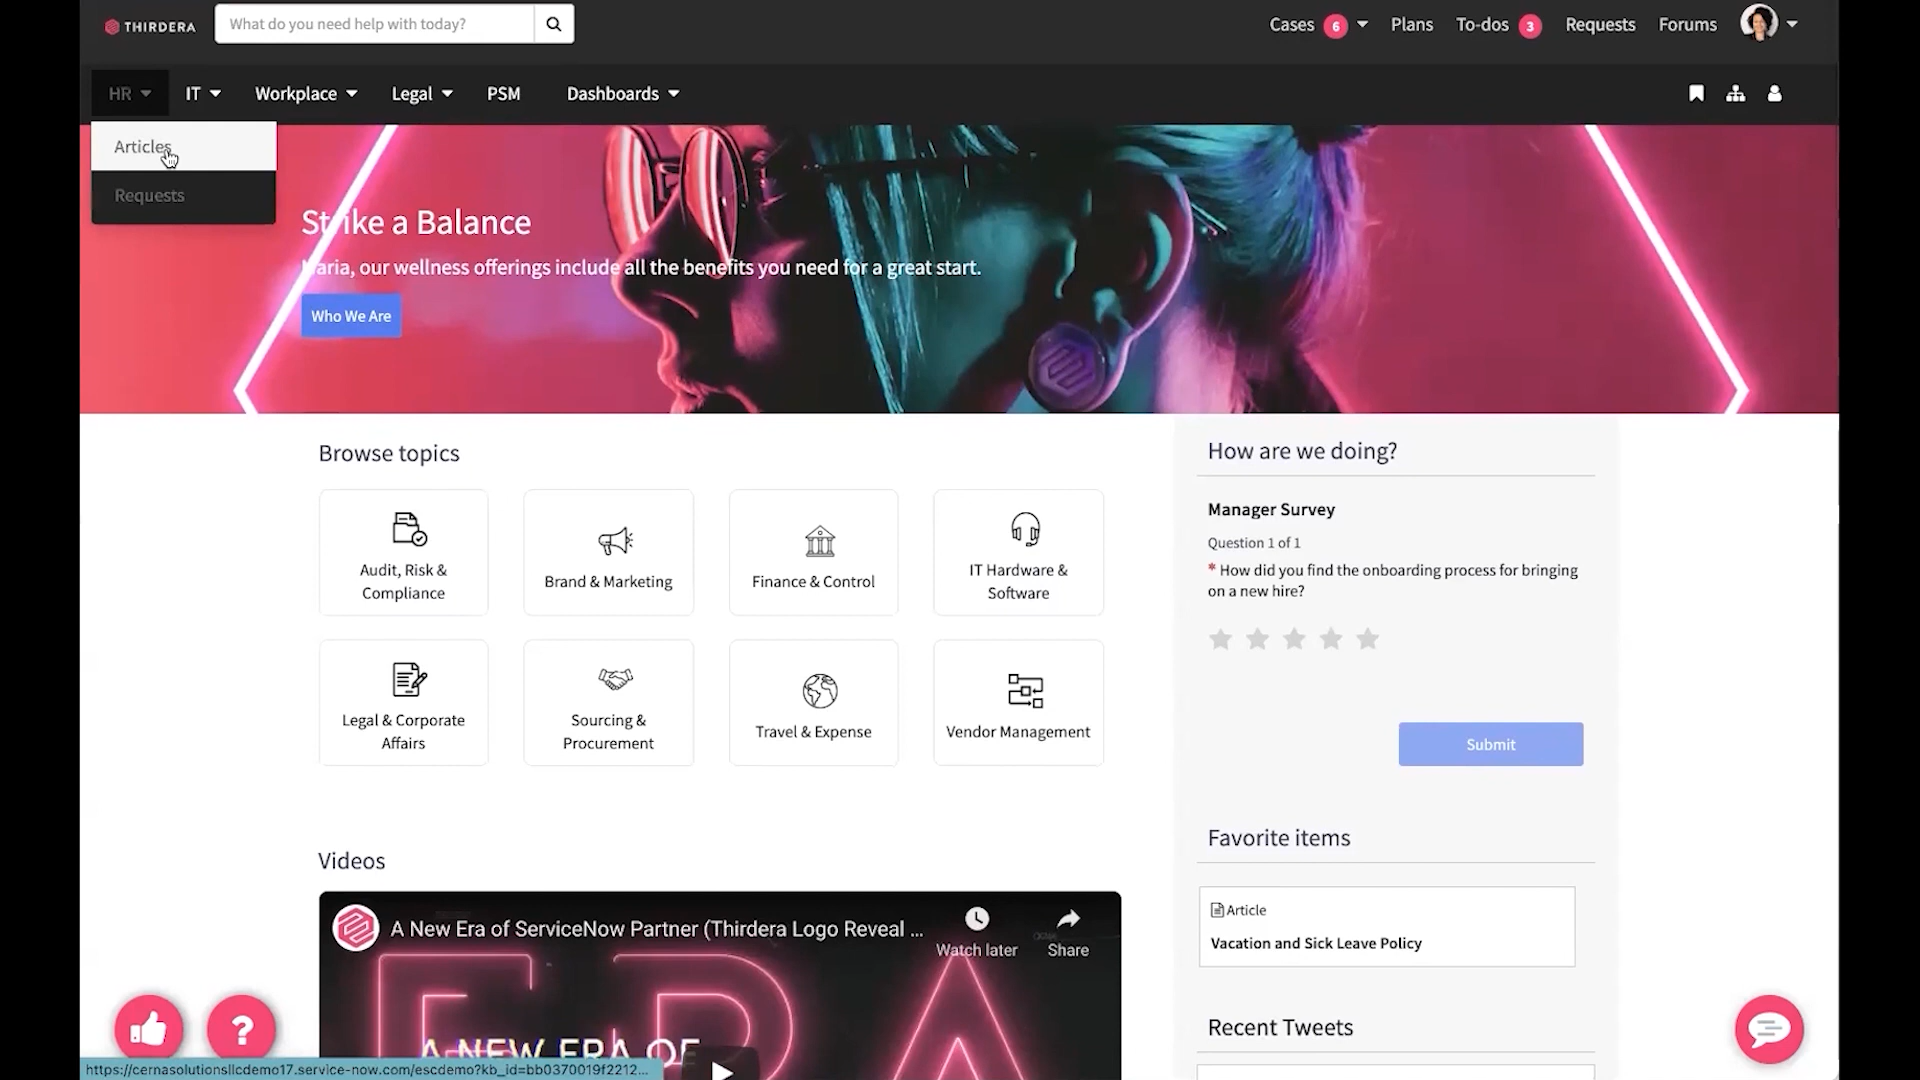 THIRDERA
What do you need help with today?
Cases 6 Plans To-dos 3 Requests Forums
HR IT Workplace Legal PSM Dashboards
Articles
Requests
Strike a Balance
Maria, our wellness offerings include all the benefits you need for a great start.
Who We Are
Browse topics
Audit, Risk &
Compliance
Brand & Marketing
Finance & Control
IT Hardware &
Software
Legal & Corporate
Affairs
Sourcing &
Procurement
Travel & Expense
Vendor Management
How are we doing?
Manager Survey
Question 1 of 1
* How did you find the onboarding process for bringing
on a new hire?
Submit
Favorite items
Article
Vacation and Sick Leave Policy
Recent Tweets
Videos
A New Era of ServiceNow Partner (Thirdera Logo Reveal ...
Watch later
Share
ERA
A NEW ERA OF
?
https://cernasolutionsllcdemo17.service-now.com/escdemo?kb_id=bb0370019f2212...